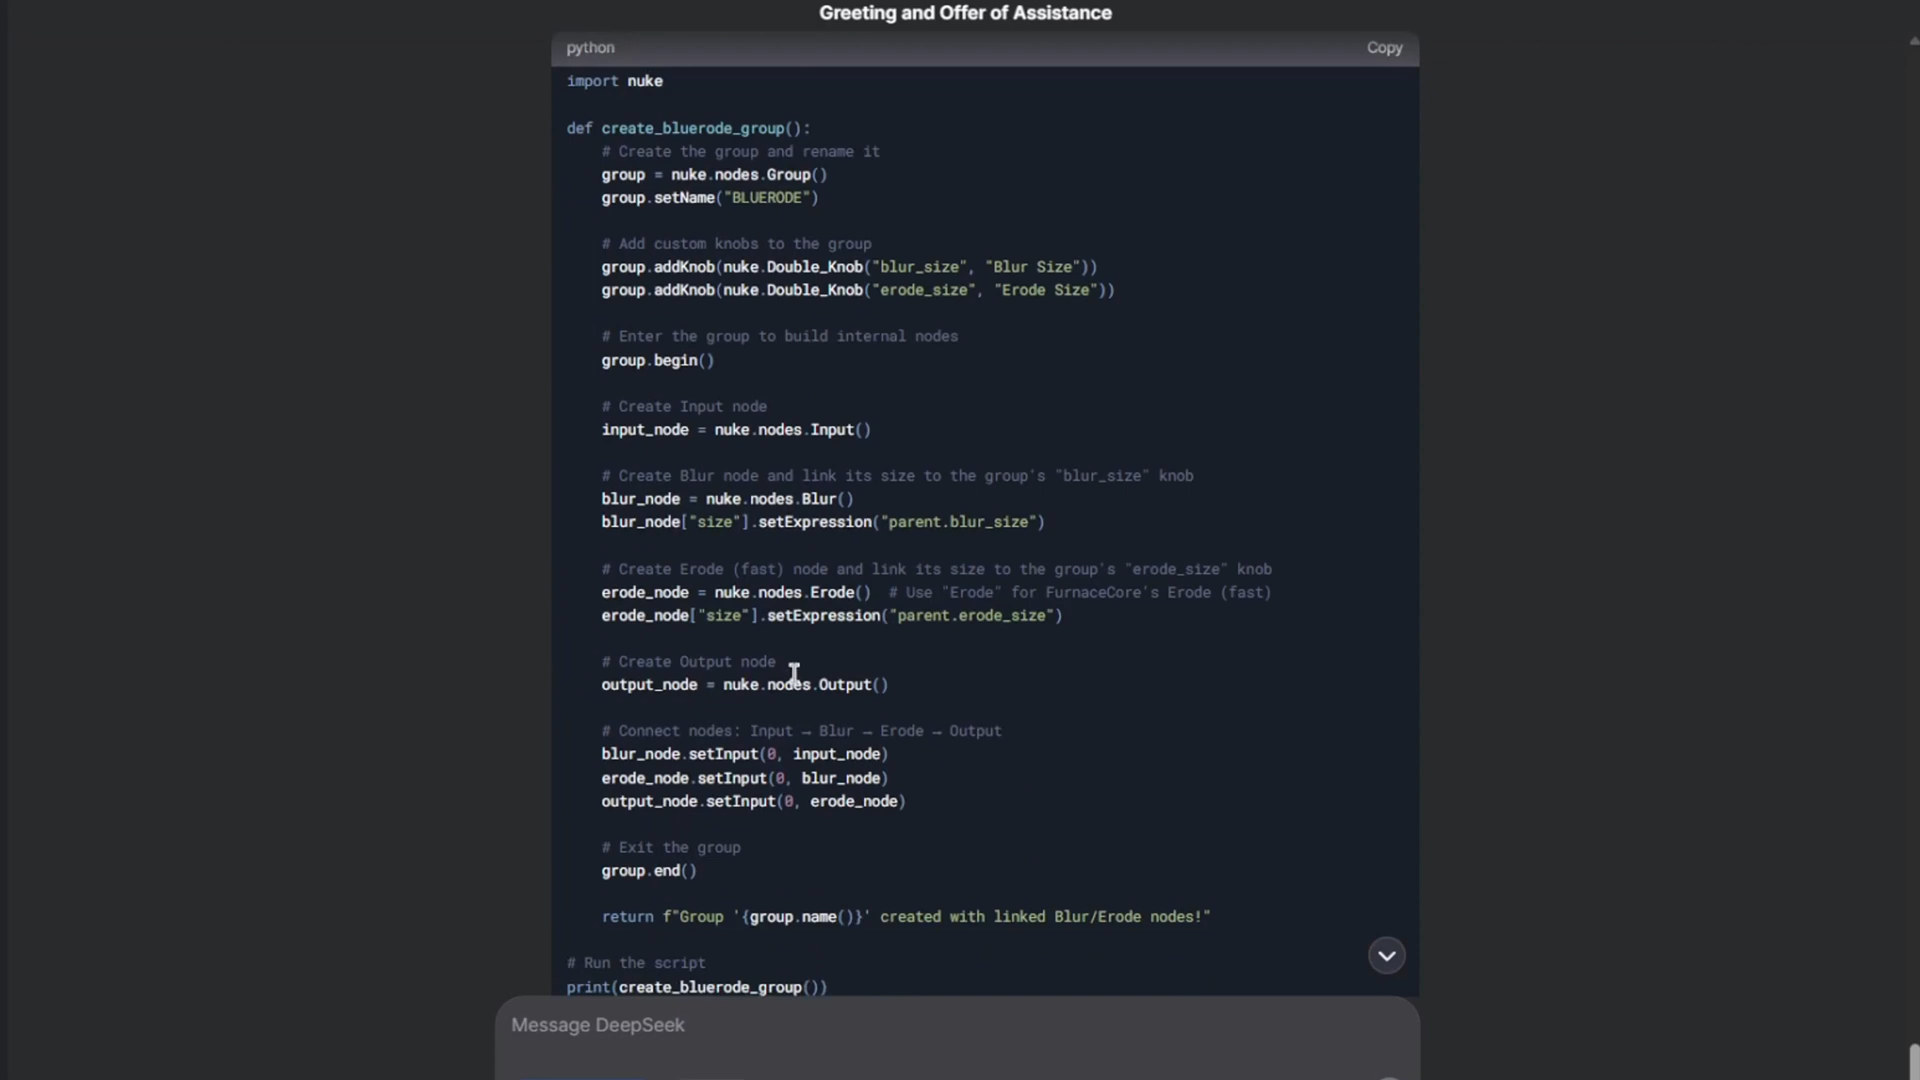 Greeting and Offer of Assistance
python
Copy
import nuke
def create_bluerode_group():
# Create the group and rename it
group = nuke.nodes.Group()
group.setName("BLUERODE")
# Add custom knobs to the group
group.addKnob(nuke.Double_Knob("blur_size", "Blur Size"))
group.addKnob(nuke.Double_Knob("erode_size", "Erode Size"))
# Enter the group to build internal nodes
group.begin()
# Create Input node
input_node = nuke.nodes.Input()
# Create Blur node and link its size to the group's "blur_size" knob
blur_node = nuke.nodes.Blur()
blur_node["size"].setExpression("parent.blur_size")
# Create Erode (fast) node and link its size to the group's "erode_size" knob
erode_node = nuke.nodes.Erode()  # Use "Erode" for FurnaceCore's Erode (fast)
erode_node["size"].setExpression("parent.erode_size")
# Create Output node
output_node = nuke.nodes.Output()
# Connect nodes: Input → Blur → Erode → Output
blur_node.setInput(0, input_node)
erode_node.setInput(0, blur_node)
output_node.setInput(0, erode_node)
# Exit the group
group.end()
return f"Group '{group.name()}' created with linked Blur/Erode nodes!"
# Run the script
print(create_bluerode_group())
Message DeepSeek